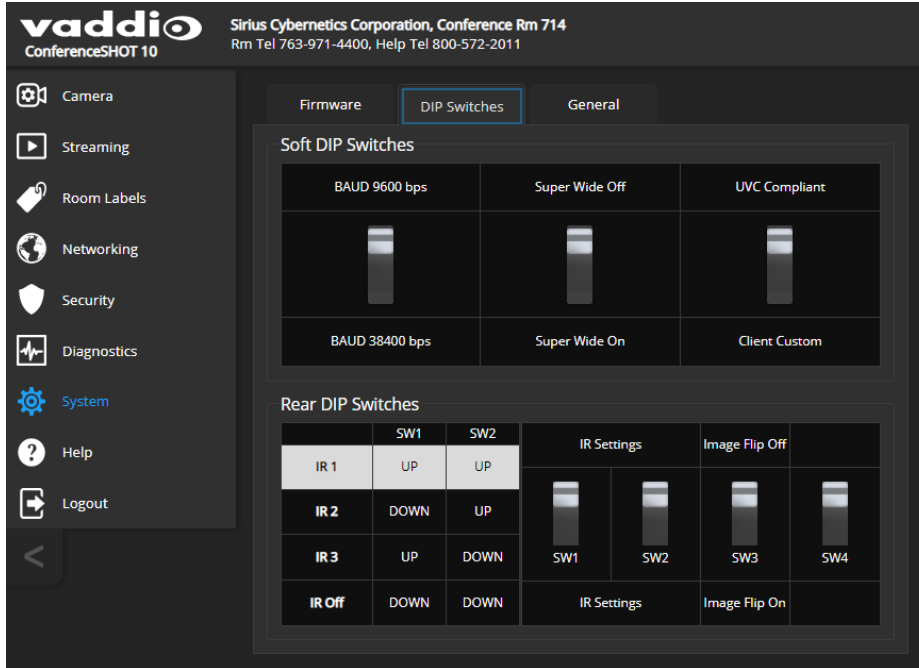 vaddio
ConferenceSHOT 10
Sirius Cybernetics Corporation, Conference Rm 714
Rm Tel 763-971-4400, Help Tel 800-572-2011
Camera
Streaming
Room Labels
Networking
Security
Diagnostics
System
Help
Logout
<
Firmware DIP Switches General
Soft DIP Switches
BAUD 9600 bps Super Wide Off UVC Compliant
BAUD 38400 bps Super Wide On Client Custom
Rear DIP Switches
SW1 SW2
IR 1 UP UP
IR 2 DOWN UP
IR 3 UP DOWN
IR Off DOWN DOWN
IR Settings Image Flip Off
SW1 SW2 SW3 SW4
IR Settings Image Flip On